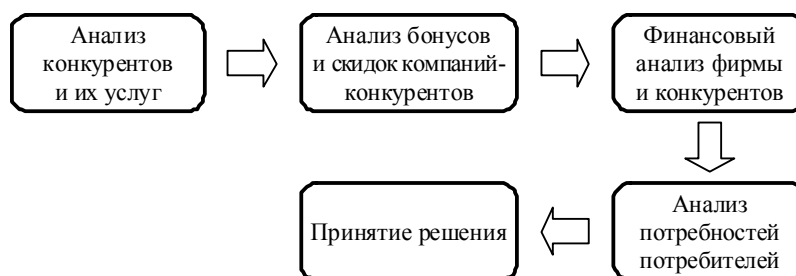 Анализ
конкурентов
и их услуг
Анализ бонусов
и скидок компаний-
конкурентов
Финансовый
анализ фирмы
и конкурентов
Анализ
потребностей
потребителей
Принятие решения